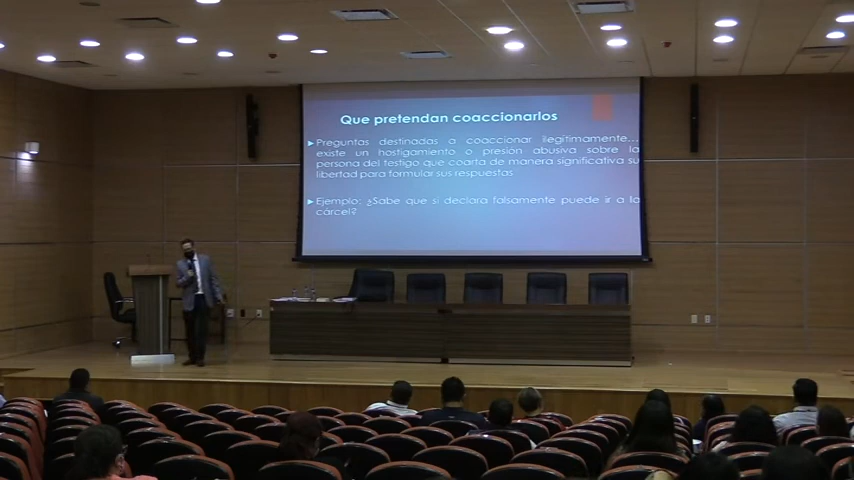 Que pretendan coaccionarlos
Preguntas destinadas a coaccionar ilegítimamente...
existe un hostigamiento o presión abusiva sobre la
persona del testigo que coarta de manera significativa su
libertad para formular sus respuestas
Ejemplo: ¿Sabe que si declara falsamente puede ir a la
cárcel?